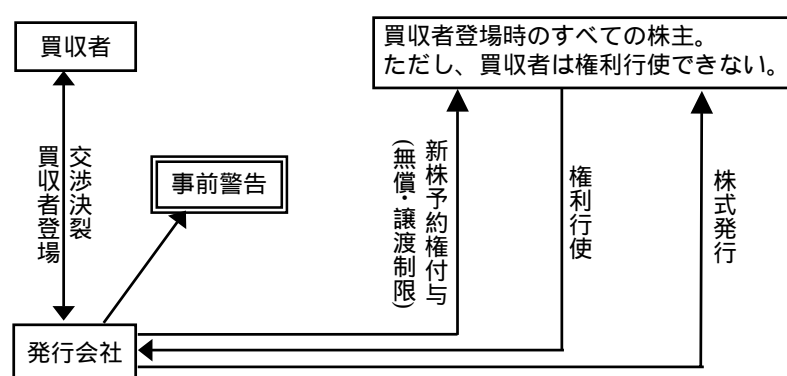 買収者
買収者登場時のすべての株主。
ただし、買収者は権利行使できない。
交渉決裂
買収者登場
事前警告
新株予約権付与
(無償・譲渡制限)
権利行使
株式発行
発行会社